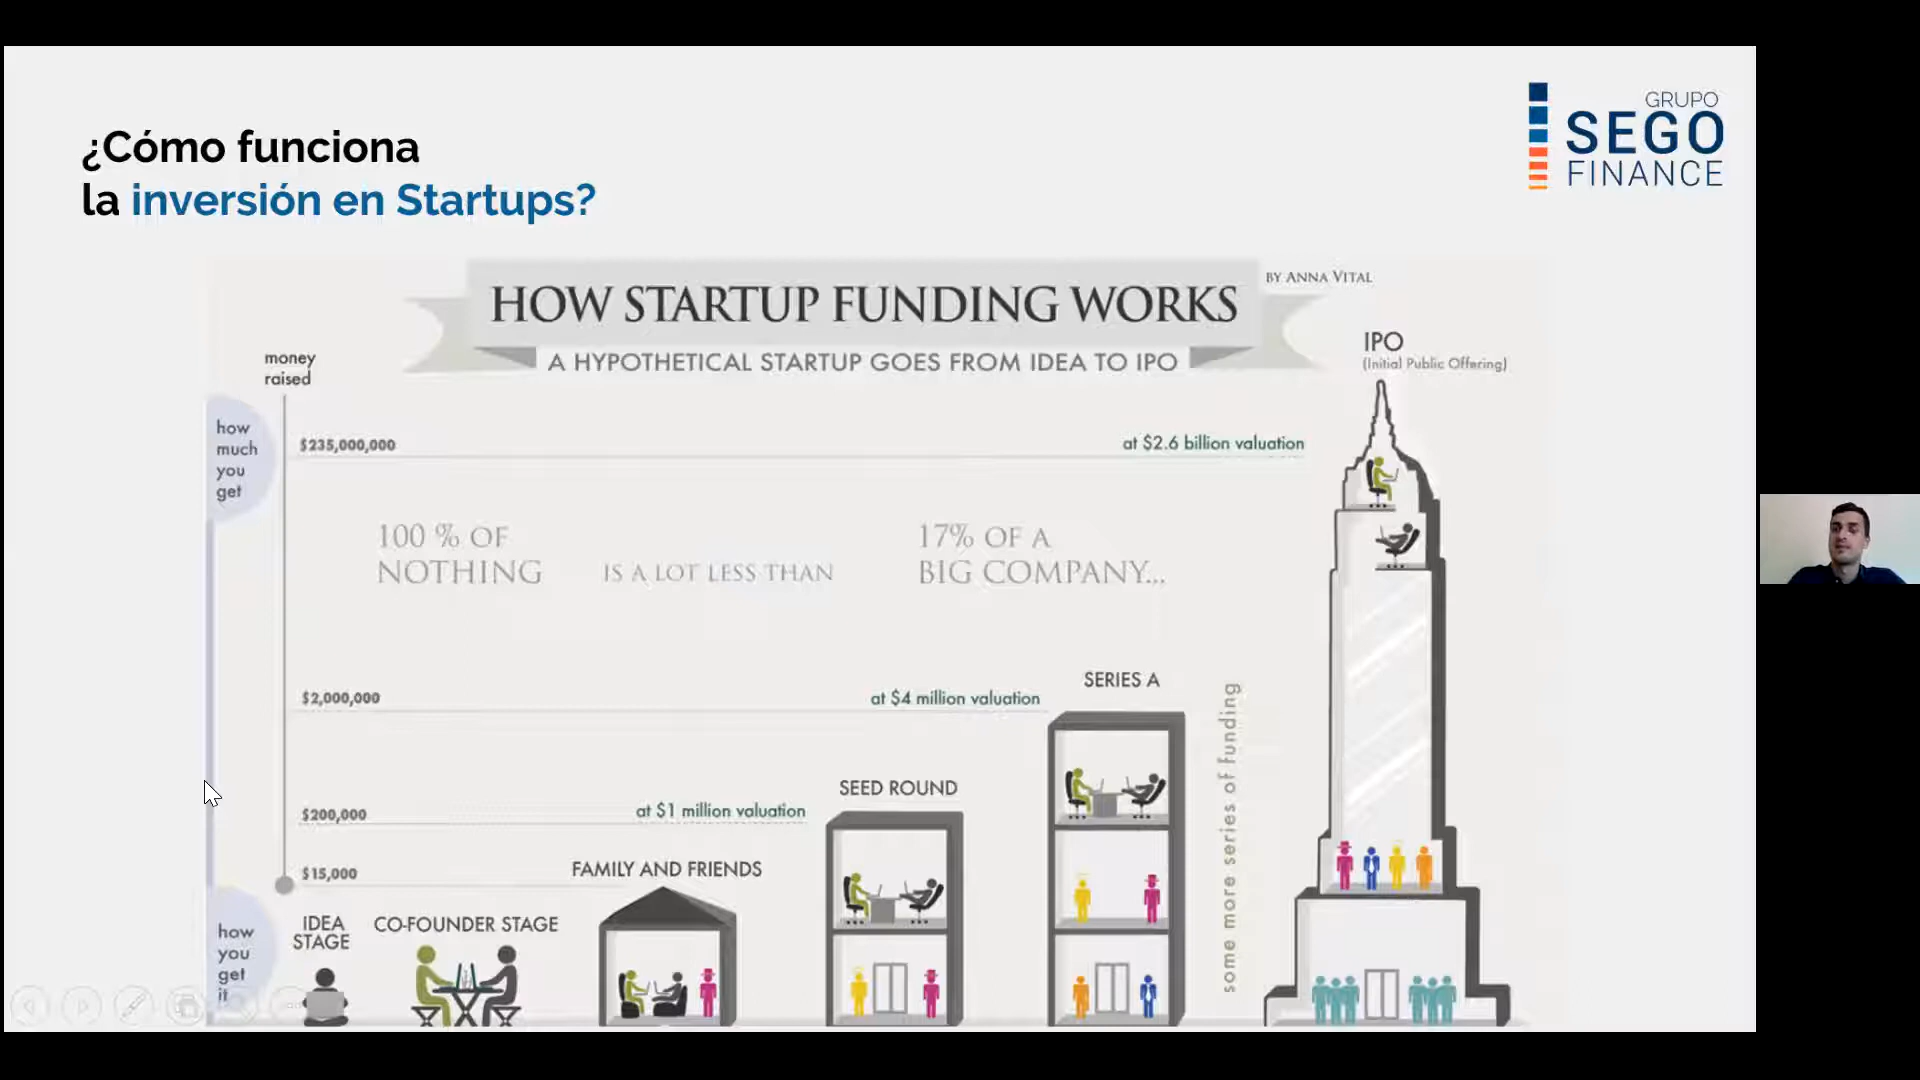 ¿Cómo funciona
la inversión en Startups?
GRUPO
SEGO
FINANCE
HOW STARTUP FUNDING WORKS
BY ANNA VITAL
A HYPOTHETICAL STARTUP GOES FROM IDEA TO IPO
IPO
(Initial Public Offering)
money
raised
how
much
you
get
$235,000,000
at $2.6 billion valuation
100 % OF
NOTHING
IS A LOT LESS THAN
17% OF A
BIG COMPANY...
SERIES A
$2,000,000
at $4 million valuation
some more series of funding
SEED ROUND
$200,000
at $1 million valuation
FAMILY AND FRIENDS
$15,000
IDEA
STAGE
CO-FOUNDER STAGE
how
you
get
it